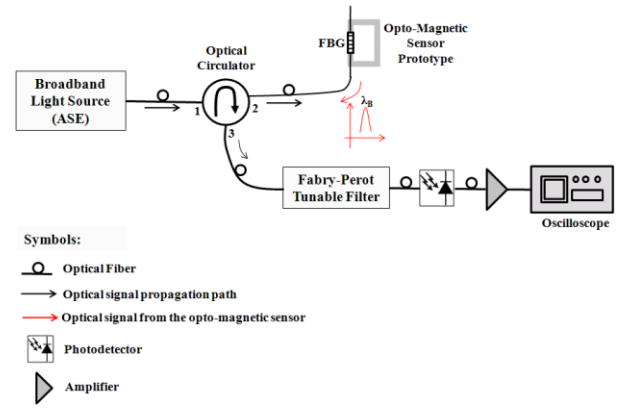 Opto-Magnetic
Sensor
Prototype
FBG
Optical
Circulator
Broadband
Light Source
(ASE)
1
2
3
λB
Fabry-Perot
Tunable Filter
Oscilloscope
Symbols:
Optical Fiber
Optical signal propagation path
Optical signal from the opto-magnetic sensor
Photodetector
Amplifier